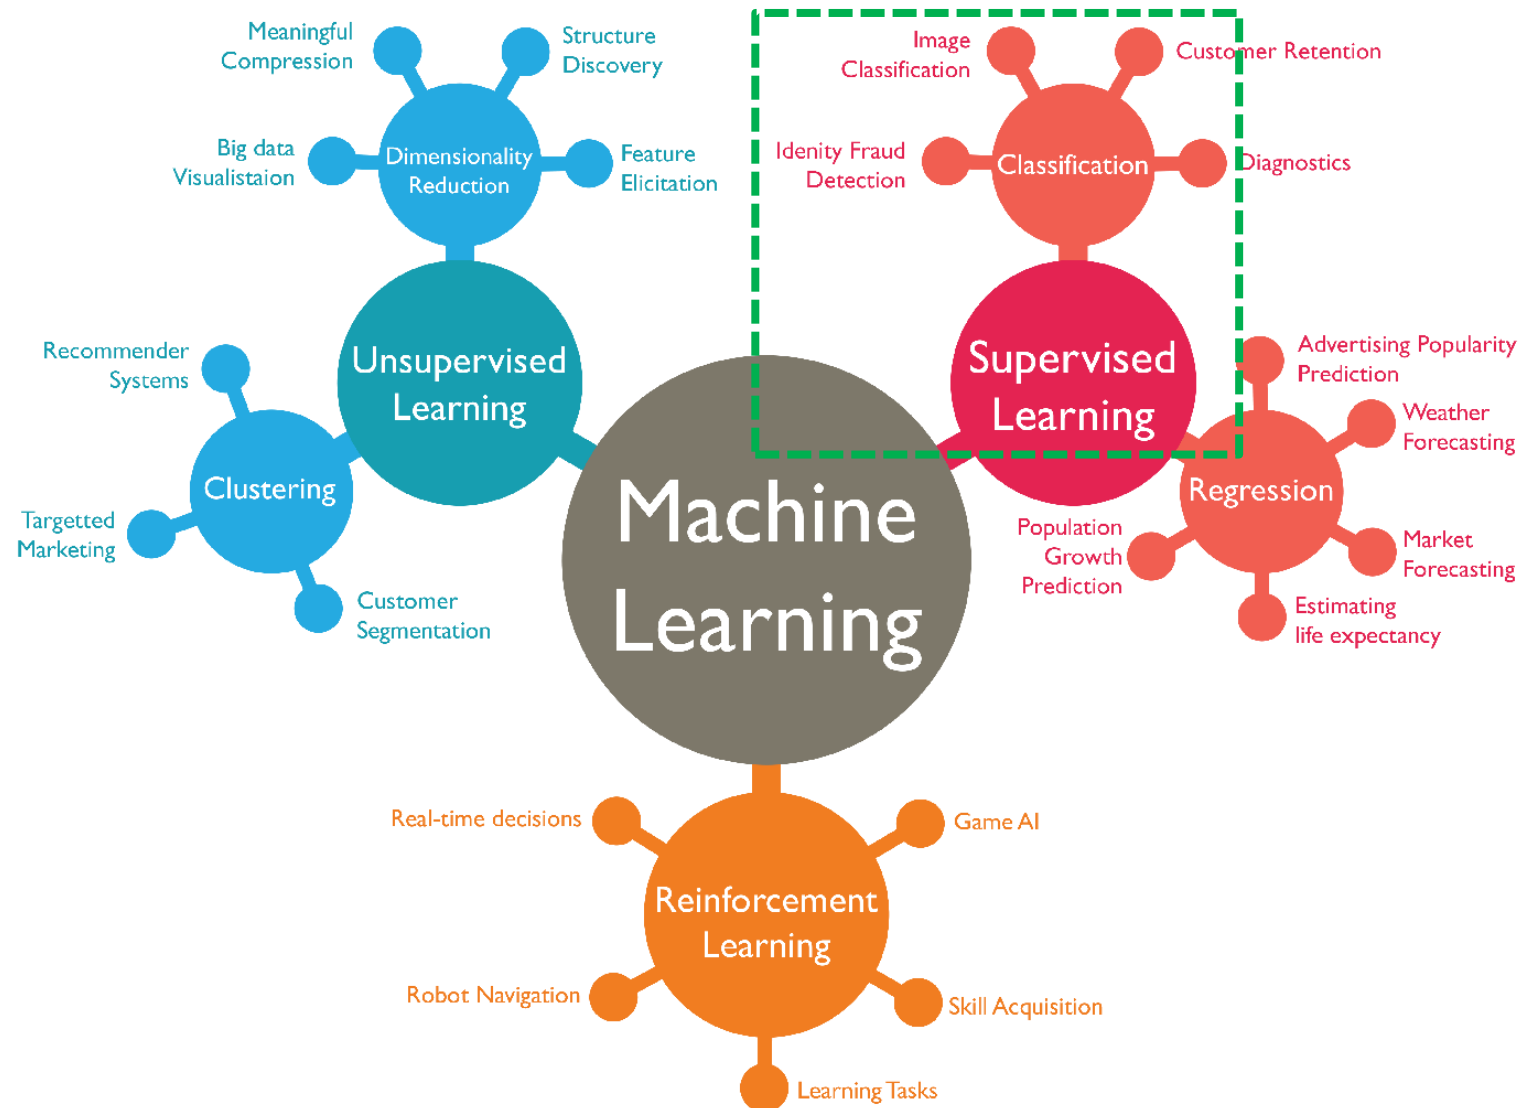 Meaningful
Compression
Structure
Discovery
Big data
Visualistaion
Dimensionality
Reduction
Feature
Elicitation
Image
Classification
Customer Retention
Idenity Fraud
Detection
Classification
Diagnostics
Unsupervised
Learning
Supervised
Learning
Recommender
Systems
Clustering
Targetted
Marketing
Customer
Segmentation
Machine
Learning
Advertising Popularity
Prediction
Weather
Forecasting
Regression
Population
Growth
Prediction
Market
Forecasting
Estimating
life expectancy
Real-time decisions
Game AI
Reinforcement
Learning
Robot Navigation
Skill Acquisition
Learning Tasks